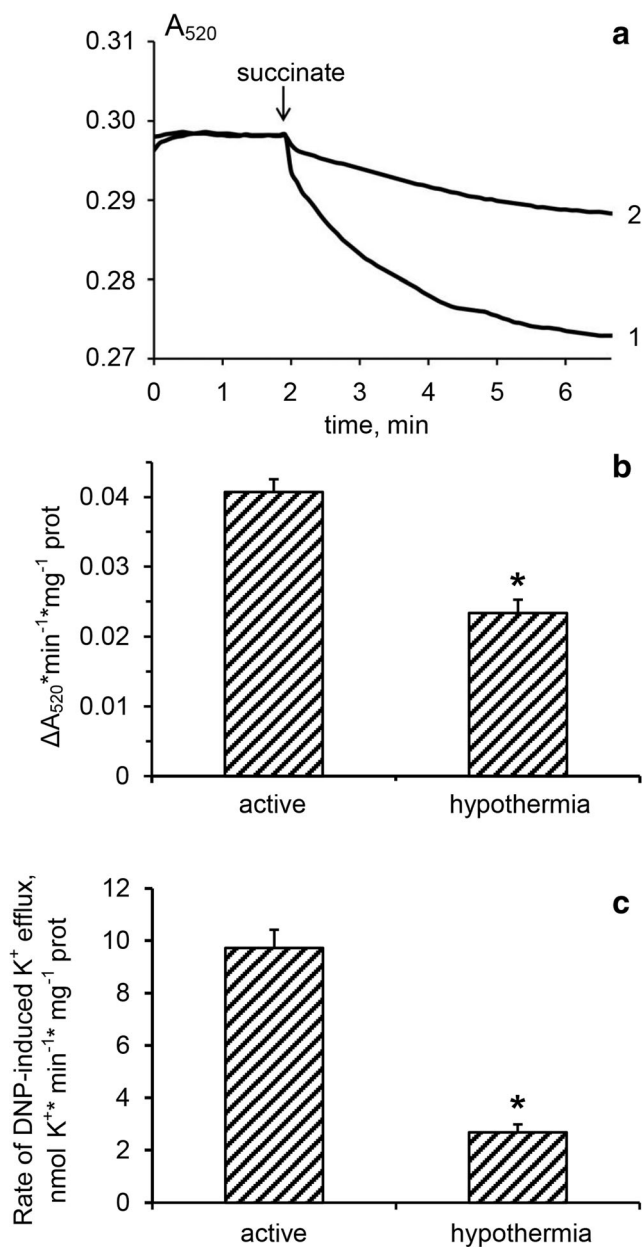 A520
a
0.31
succinate
0.30
0.29
2
0.28
1
0.27
0 1 2 3 4 5 6
time, min
b
ΔA520*min-1*mg-1 prot
0.04
*
0.03
0.02
0.01
0
active hypothermia
c
Rate of DNP-induced K+ efflux,
nmol K+* min-1* mg-1 prot
12
10
8
6
4
*
2
0
active hypothermia